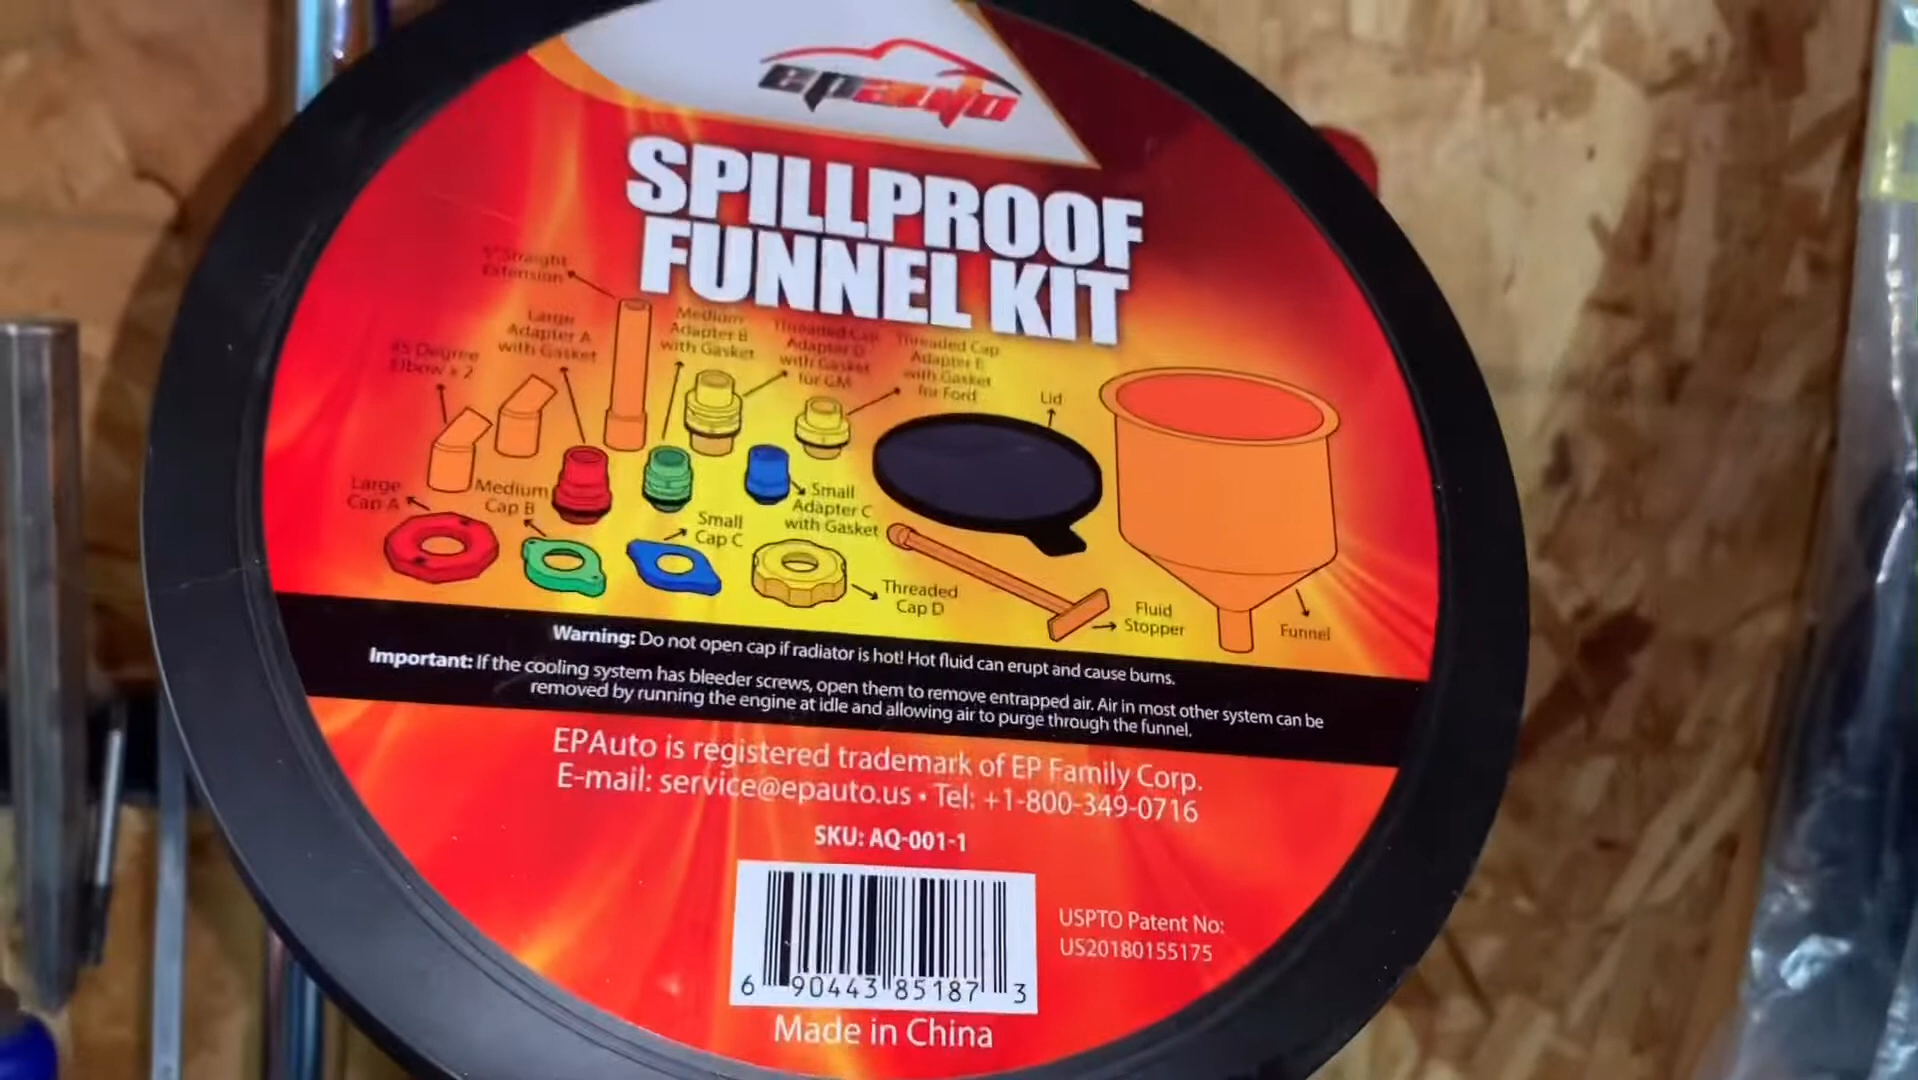 epauto
SPILLPROOF
FUNNEL KIT
5" Straight
Extension
Large
Adapter A
with Gasket
Medium
Adapter B
with Gasket
Threaded Cap
Adapter D
with Gasket
for GM
Threaded Cap
Adapter E
with Gasket
for Ford
45 Degree
Elbow x 2
Lid
Large
Cap A
Medium
Cap B
Small
Cap C
Small
Adapter C
with Gasket
Threaded
Cap D
Fluid
Stopper
Funnel
Warning: Do not open cap if radiator is hot! Hot fluid can erupt and cause burns.
Important: If the cooling system has bleeder screws, open them to remove entrapped air. Air in most other system can be
removed by running the engine at idle and allowing air to purge through the funnel.
EPAuto is registered trademark of EP Family Corp.
E-mail: service@epauto.us • Tel: +1-800-349-0716
SKU: AQ-001-1
6 90443 85187 3
USPTO Patent No:
US20180155175
Made in China